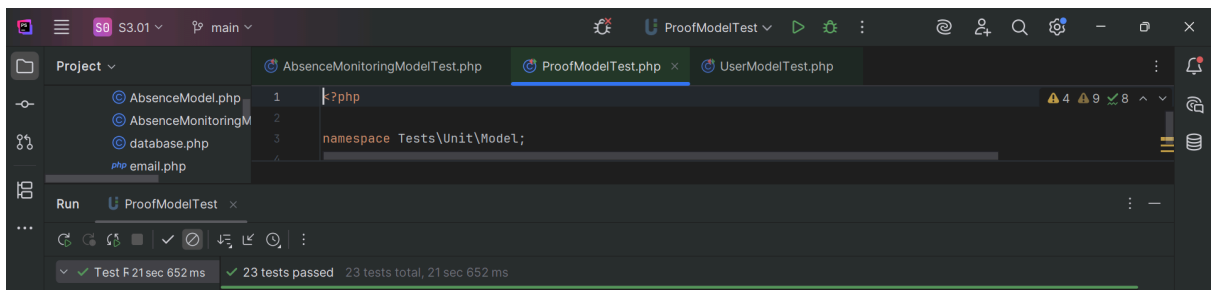 PS S0 S3.01 main ProofModelTest
Project AbsenceMonitoringModelTest.php ProofModelTest.php UserModelTest.php
AbsenceModel.php 1 <?php 4 9 8
AbsenceMonitoringM 2
database.php 3 namespace Tests\Unit\Model;
php email.php
Run ProofModelTest
Test R 21 sec 652 ms 23 tests passed 23 tests total, 21 sec 652 ms